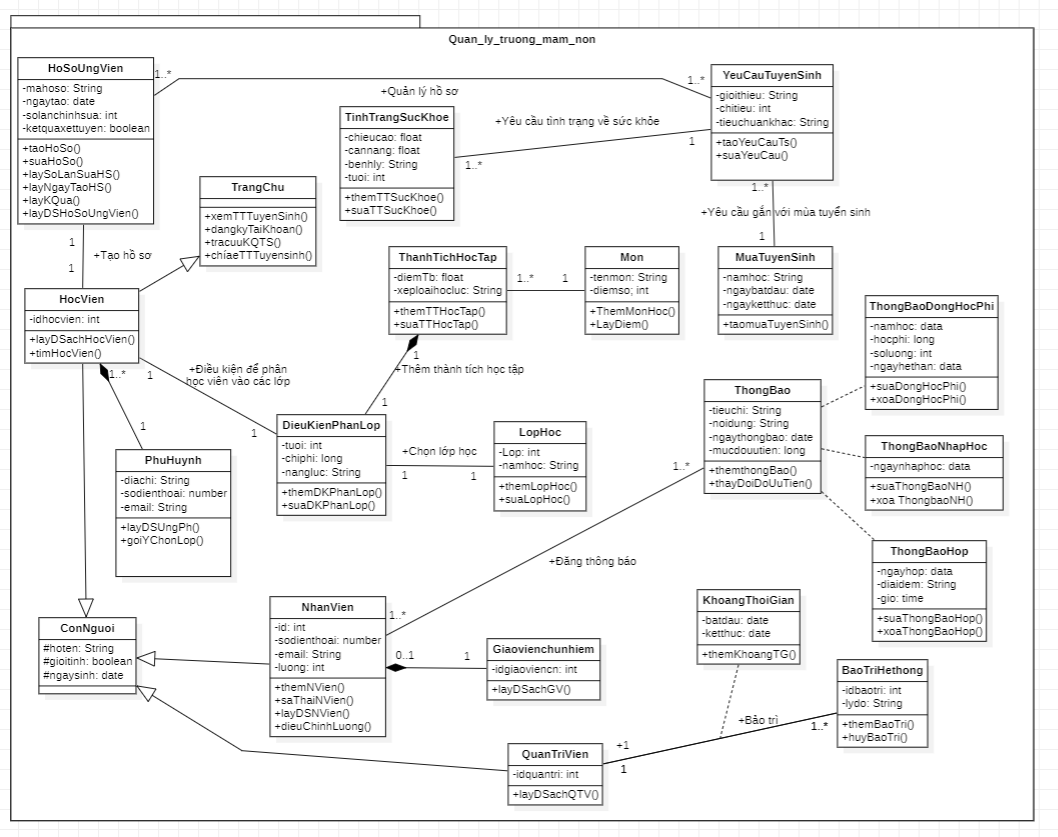 Quan_ly_truong_mam_non
HoSoUngVien
-mahoso: String
-ngaytao: date
-solanchinhsua: int
-ketquaxettuyen: boolean
+taoHoSo()
+suaHoSo()
+laySoLanSuaHS()
+layNgayTaoHS()
+layKQua()
+layDSHoSoUngVien()
1..*
+Quản lý hồ sơ
1..*
YeuCauTuyenSinh
-gioithieu: String
-chitieu: int
-tieuchuankhac: String
+taoYeuCauTs()
+suaYeuCau()
TinhTrangSucKhoe
-chieucao: float
-cannang: float
-benhly: String
-tuoi: int
+themTTSucKhoe()
+suaTTSucKhoe()
+Yêu cầu tình trạng về sức khỏe
1
1..*
TrangChu
+xemTTTuyenSinh()
+dangkyTaiKhoan()
+tracuuKQTS()
+chíaeTTTuyensinh()
1..*
+Yêu cầu gắn với mùa tuyển sinh
1
1
+Tạo hồ sơ
1
MuaTuyenSinh
-namhoc: String
-ngaybatdau: date
-ngayketthuc: date
+taomuaTuyenSinh()
ThanhTichHocTap
-diemTb: float
-xeploaihocluc: String
+themTTHocTap()
+suaTTHocTap()
1..*
1
Mon
-tenmon: String
-diemso; int
+ThemMonHoc()
+LayDiem()
HocVien
-idhocvien: int
+layDSachHocVien()
+timHocVien()
ThongBaoDongHocPhi
-namhoc: data
-hocphi: long
-soluong: int
-ngayhethan: data
+suaDongHocPhi()
+xoaDongHocPhi()
1
+Thêm thành tích học tập
1
1..*
1
+Điều kiện để phân
học viên vào các lớp
1
1
ThongBao
-tieuchi: String
-noidung: String
-ngaythongbao: date
-mucdouutien: long
+themthongBao()
+thayDoiDoUuTien()
DieuKienPhanLop
-tuoi: int
-chiphi: long
-nangluc: String
+themDKPhanLop()
+suaDKPhanLop()
+Chọn lớp học
1
1
LopHoc
-Lop: int
-namhoc: String
+themLopHoc()
+suaLopHoc()
ThongBaoNhapHoc
-ngaynhaphoc: data
+suaThongBaoNH()
+xoa ThongbaoNH()
PhuHuynh
-diachi: String
-sodienthoai: number
-email: String
+layDSUngPh()
+goiYChonLop()
1..*
+Đăng thông báo
1..*
ThongBaoHop
-ngayhop: data
-diaidem: String
-gio: time
+suaThongBaoHop()
+xoaThongBaoHop()
NhanVien
-id: int
-sodienthoai: number
-email: String
-luong: int
+themNVien()
+saThaiNVien()
+layDSNVien()
+dieuChinhLuong()
KhoangThoiGian
-batdau: date
-ketthuc: date
+themKhoangTG()
ConNguoi
#hoten: String
#gioitinh: boolean
#ngaysinh: date
0..1
1
Giaovienchunhiem
-idgiaoviencn: int
+layDSachGV()
BaoTriHethong
-idbaotri: int
-lydo: String
+themBaoTri()
+huyBaoTri()
+Bảo trì
1..*
+1
1
QuanTriVien
-idquantri: int
+layDSachQTV()